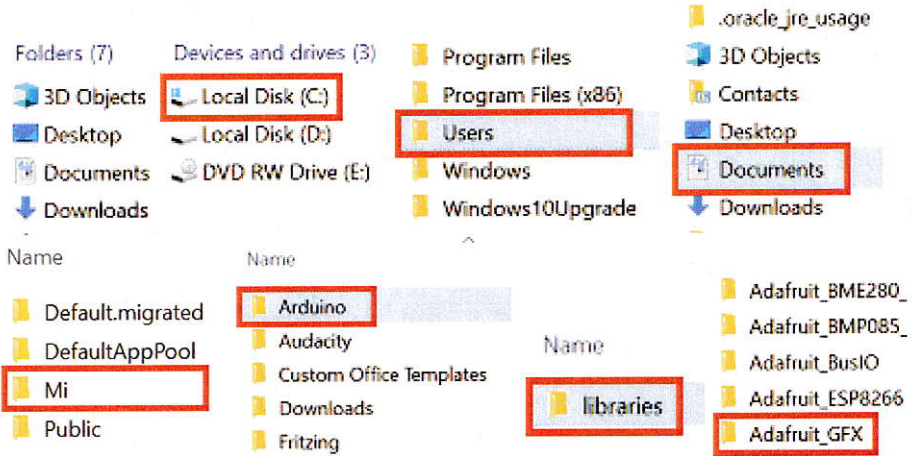 Folders (7)
3D Objects
Desktop
Documents
Downloads
Devices and drives (3)
Local Disk (C:)
Local Disk (D:)
DVD RW Drive (E:)
Program Files
Program Files (x86)
Users
Windows
Windows10Upgrade
.oracle_jre_usage
3D Objects
Contacts
Desktop
Documents
Downloads
Name
Default.migrated
DefaultAppPool
Mi
Public
Name
Arduino
Audacity
Custom Office Templates
Downloads
Fritzing
Name
libraries
Adafruit_BME280_
Adafruit_BMP085_
Adafruit_BusIO
Adafruit_ESP8266
Adafruit_GFX